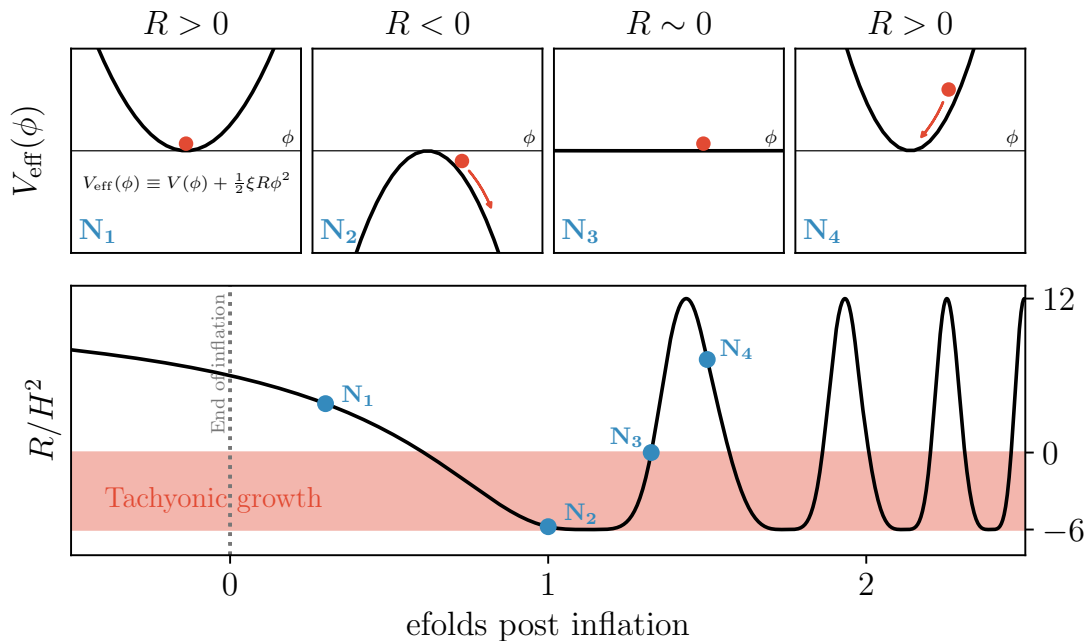 R > 0
R < 0
R ∼ 0
R > 0
V_eff(ϕ)
ϕ
V_eff(ϕ) ≡ V(ϕ) + ½ξRϕ²
N₁
N₂
ϕ
N₃
ϕ
N₄
ϕ
R/H²
End of inflation
Tachyonic growth
N₁
N₂
N₃
N₄
12
0
−6
0
1
2
efolds post inflation